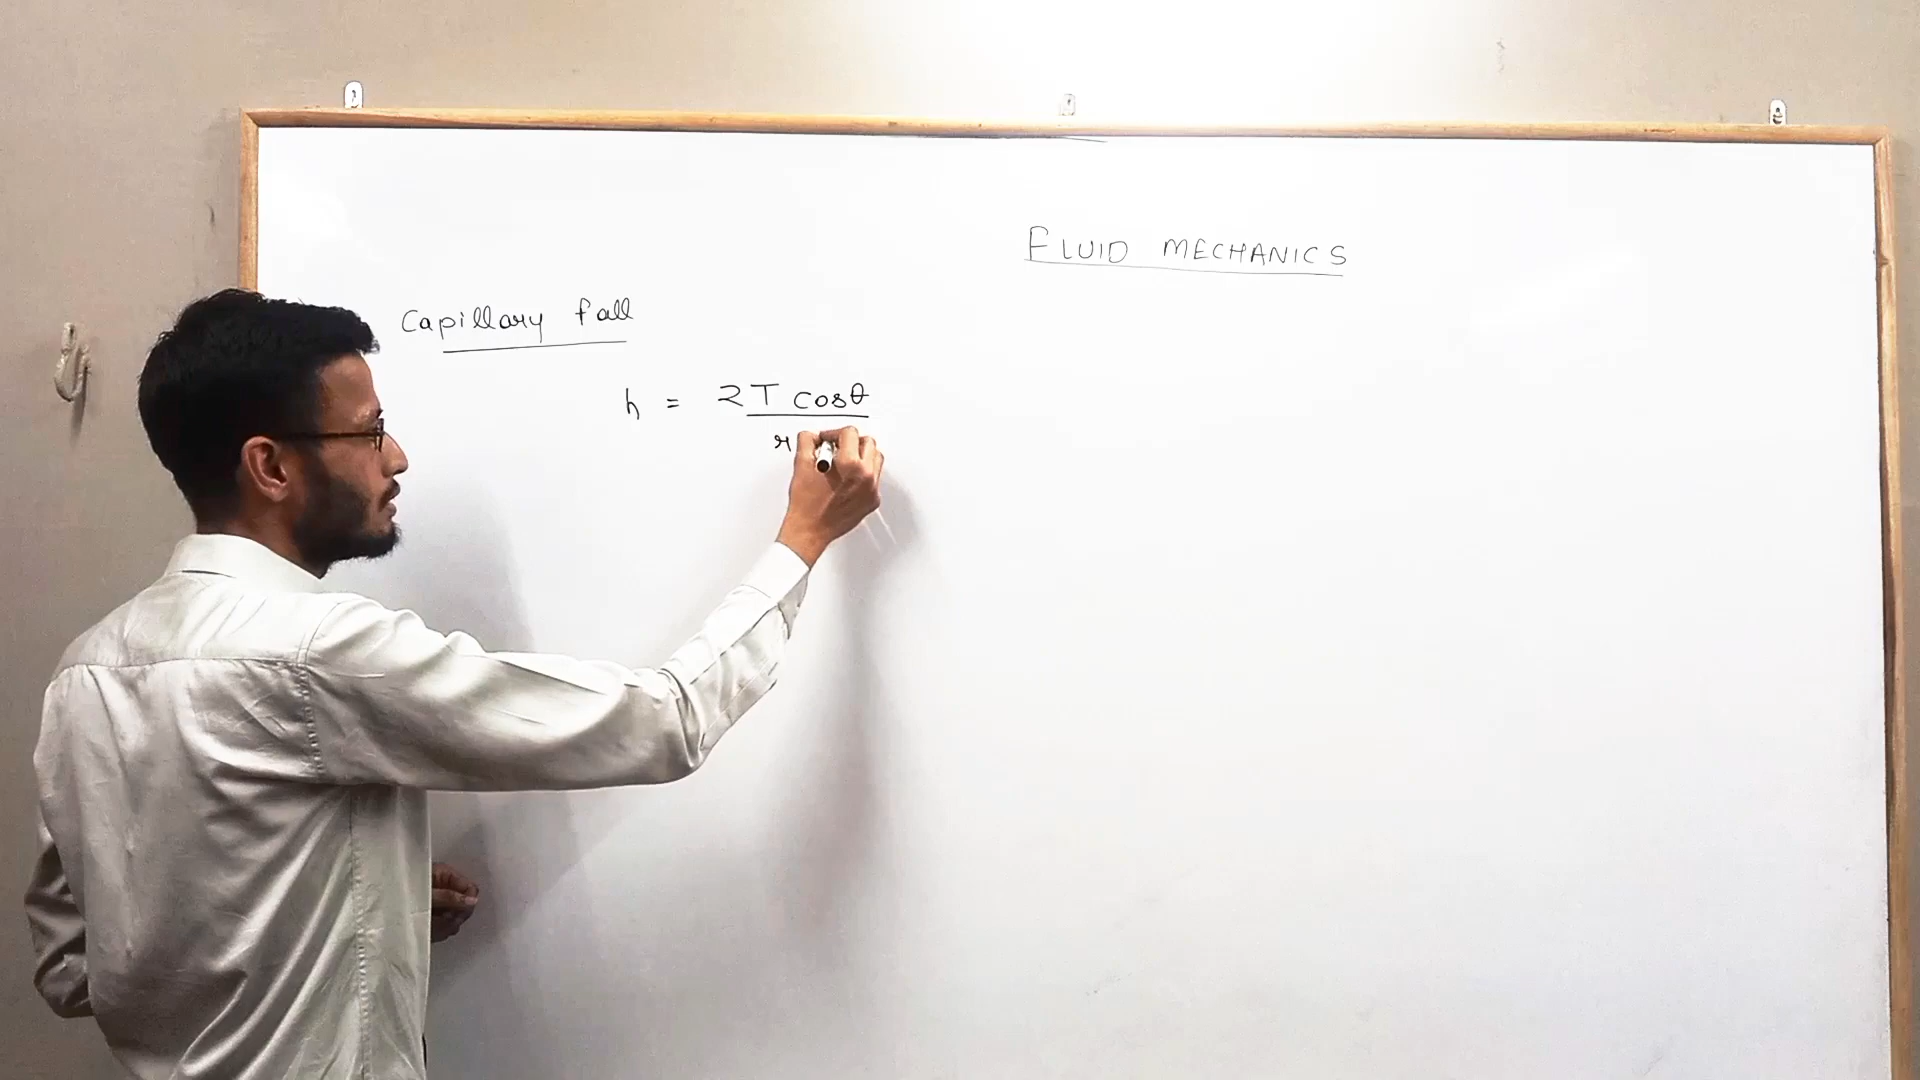 FLUID MECHANICS
Capillary fall
h = 2T cosθ
r